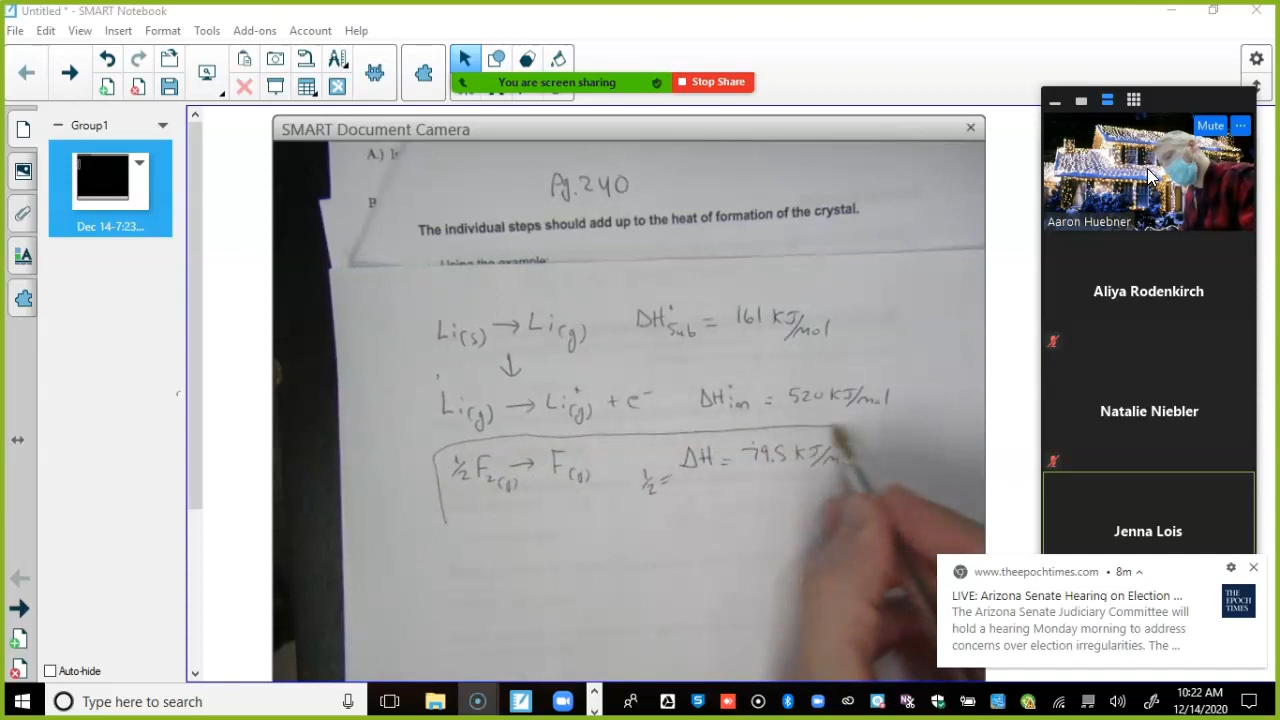 Untitled * - SMART Notebook
File Edit View Insert Format Tools Add-ons Account Help
You are screen sharing
Stop Share
Group1
Dec 14-7:23...
Auto-hide
SMART Document Camera
A.)
Pg. 240
The individual steps should add up to the heat of formation of the crystal.
Using the example:
Li(s) → Li(g) ΔH°sub = 161 KJ/mol
↓
Li(g) → Li⁺(g) + e⁻ ΔH°ion = 520 KJ/mol
½ F₂(g) → F(g) ½ = ΔH = 79.5 KJ/m
Mute
...
Aaron Huebner
Aliya Rodenkirch
Natalie Niebler
Jenna Lois
www.theepochtimes.com • 8m
LIVE: Arizona Senate Hearing on Election ...
The Arizona Senate Judiciary Committee will
hold a hearing Monday morning to address
concerns over election irregularities. The ...
THE
EPOCH
TIMES
Type here to search
10:22 AM
12/14/2020